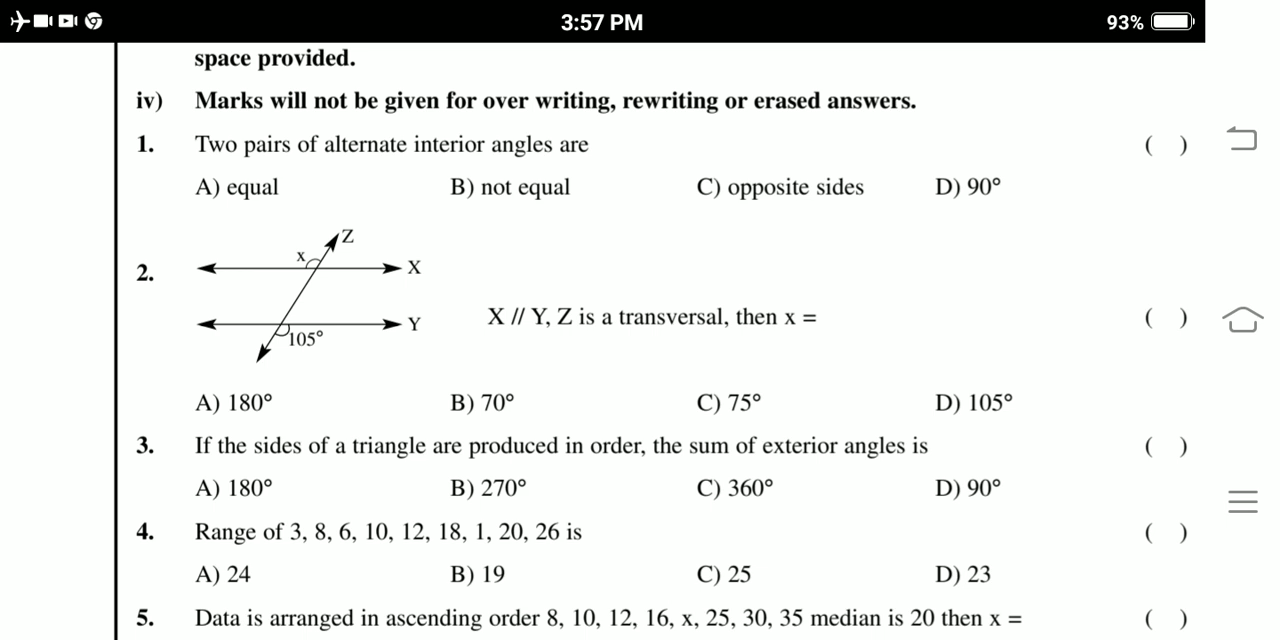 3:57 PM 93%
space provided.
iv) Marks will not be given for over writing, rewriting or erased answers.
1. Two pairs of alternate interior angles are ( )
A) equal B) not equal C) opposite sides D) 90°
Z
x
X
2.
X // Y, Z is a transversal, then x = ( )
Y
105°
A) 180° B) 70° C) 75° D) 105°
3. If the sides of a triangle are produced in order, the sum of exterior angles is ( )
A) 180° B) 270° C) 360° D) 90°
4. Range of 3, 8, 6, 10, 12, 18, 1, 20, 26 is ( )
A) 24 B) 19 C) 25 D) 23
5. Data is arranged in ascending order 8, 10, 12, 16, x, 25, 30, 35 median is 20 then x = ( )